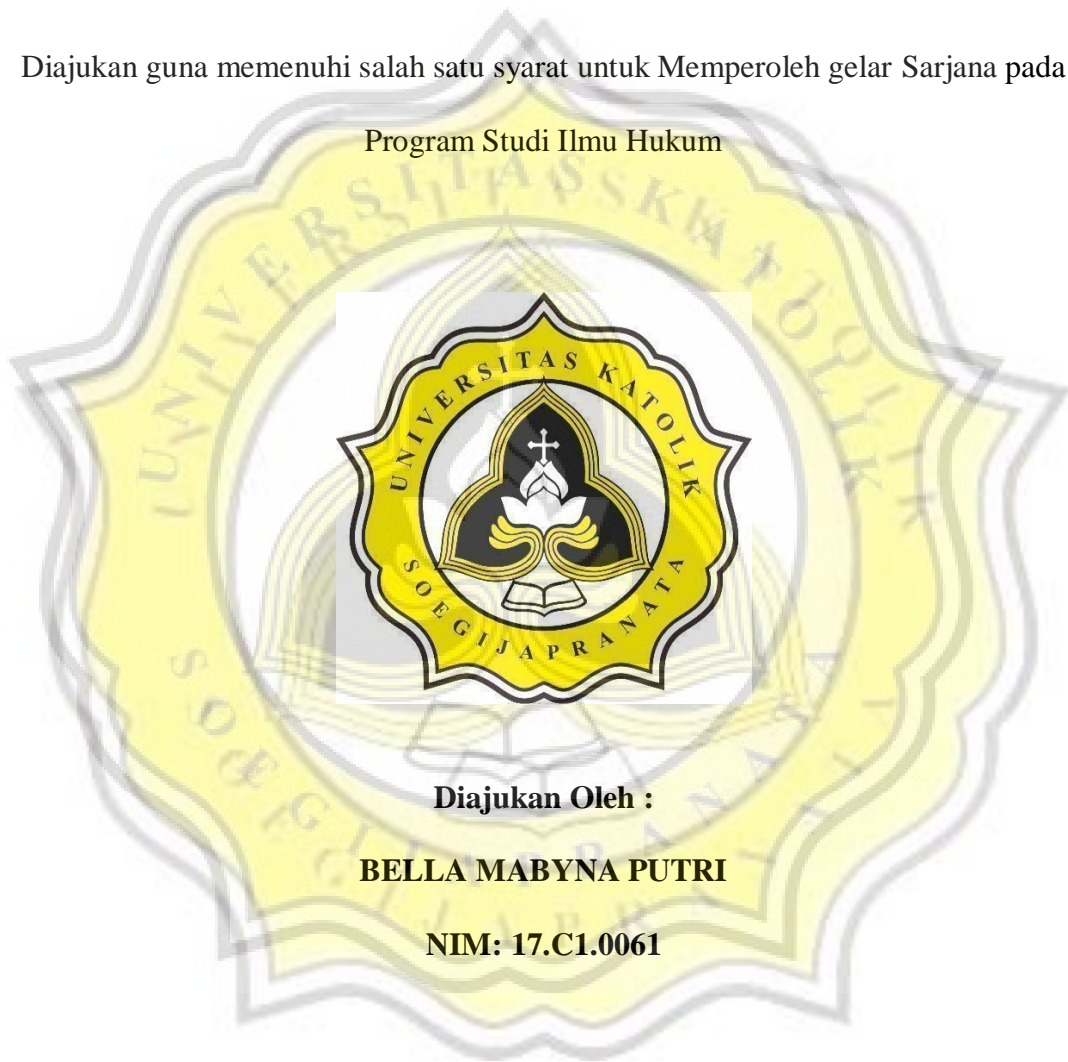 Diajukan guna memenuhi salah satu syarat untuk Memperoleh gelar Sarjana pada
Program Studi Ilmu Hukum
UNIVERSITAS KATOLIK
SOEGIJAPRANATA
Diajukan Oleh :
BELLA MABYNA PUTRI
NIM: 17.C1.0061